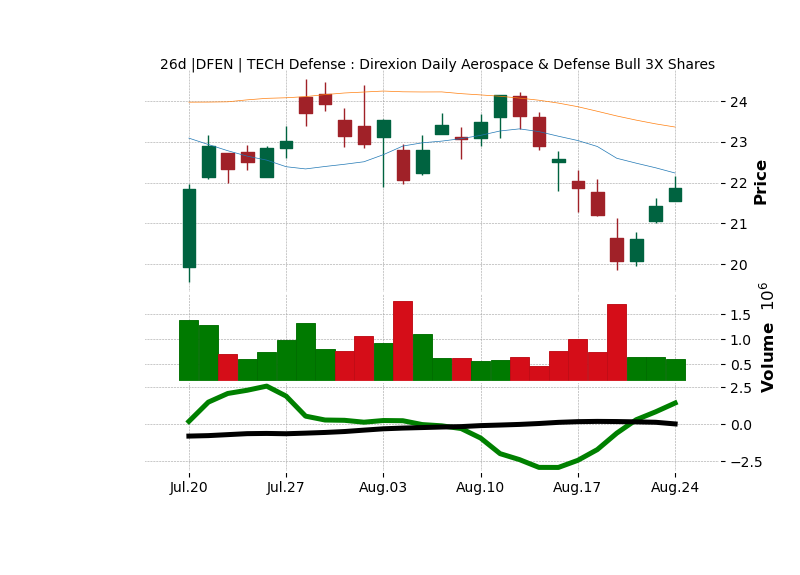 26d |DFEN | TECH Defense : Direxion Daily Aerospace & Defense Bull 3X Shares
24
23
22
21
20
Price
1.5
1.0
0.5
Volume 10^6
2.5
0.0
−2.5
Jul.20 Jul.27 Aug.03 Aug.10 Aug.17 Aug.24